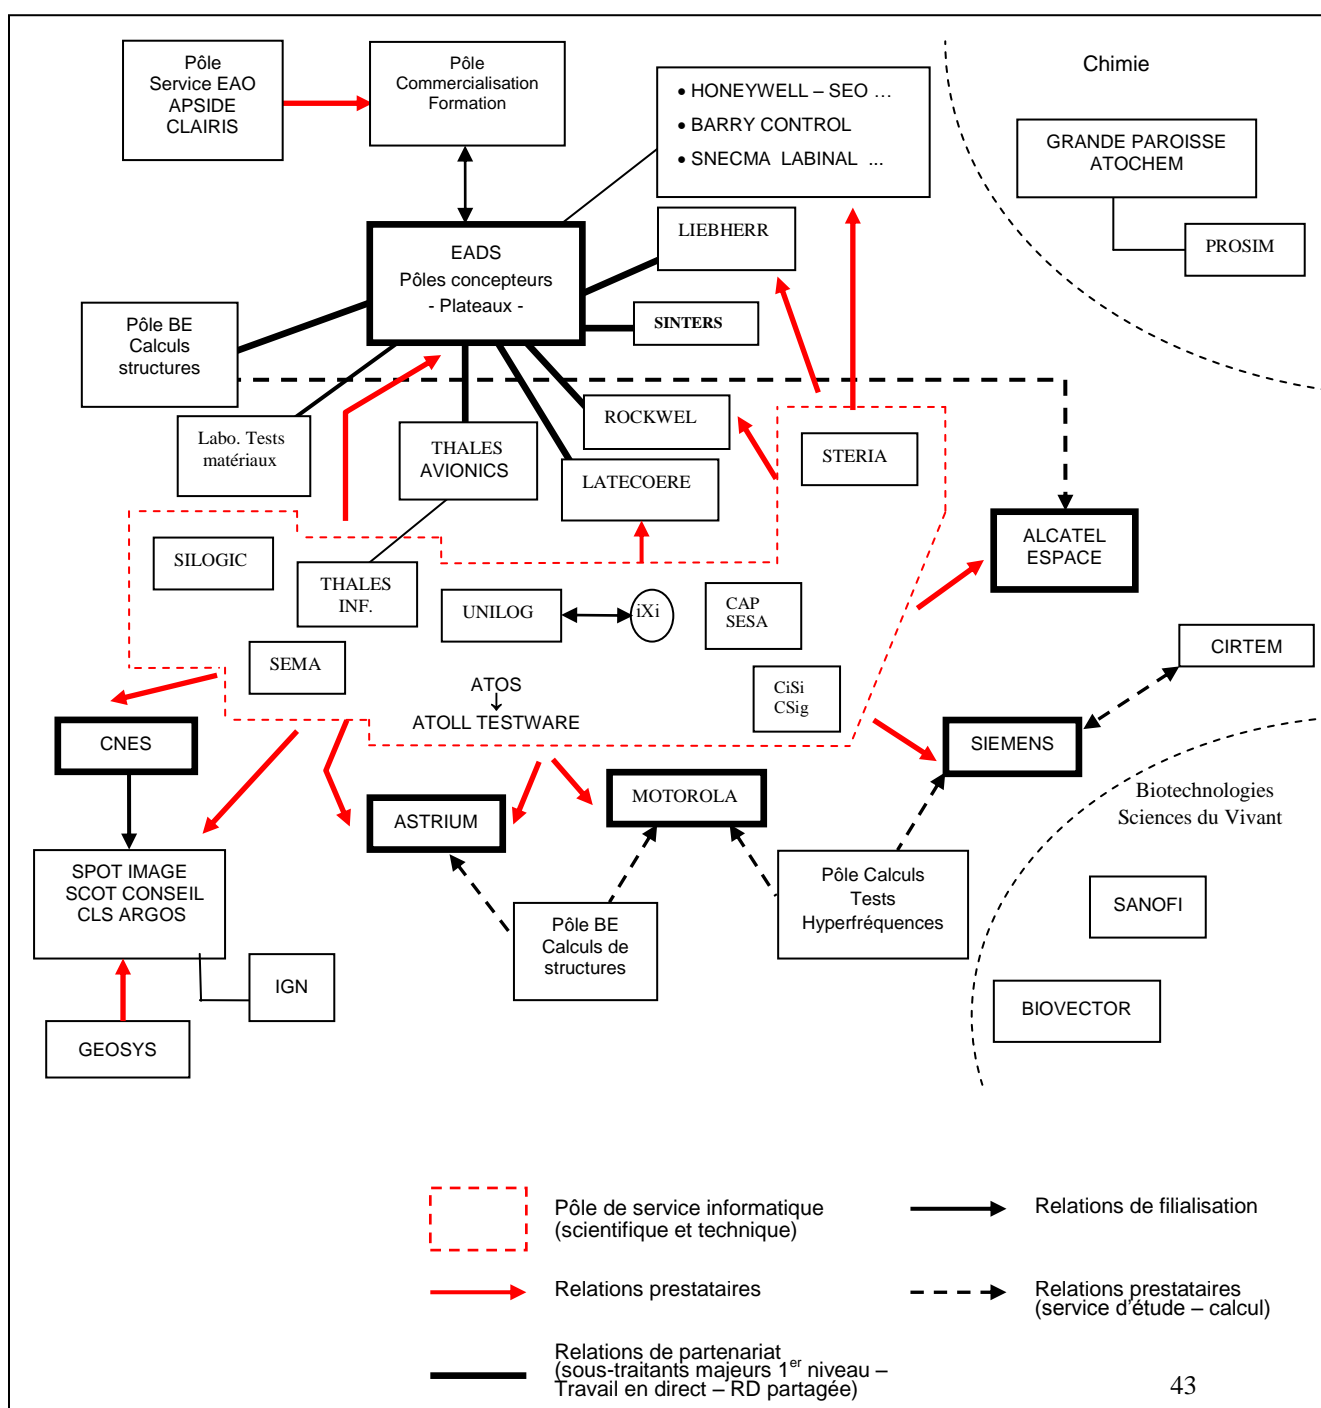 Pôle
Service EAO
APSIDE
CLAIRIS
Pôle
Commercialisation
Formation
• HONEYWELL – SEO …
• BARRY CONTROL
• SNECMA LABINAL ...
Chimie
GRANDE PAROISSE
ATOCHEM
PROSIM
EADS
Pôles concepteurs
- Plateaux -
LIEBHERR
SINTERS
Pôle BE
Calculs
structures
Labo. Tests
matériaux
THALES
AVIONICS
ROCKWEL
LATECOERE
STERIA
ALCATEL
ESPACE
SILOGIC
THALES
INF.
UNILOG
iXi
CAP
SESA
SEMA
ATOS
↓
ATOLL TESTWARE
CiSi
CSig
CIRTEM
CNES
SIEMENS
ASTRIUM
MOTOROLA
Biotechnologies
Sciences du Vivant
SPOT IMAGE
SCOT CONSEIL
CLS ARGOS
Pôle BE
Calculs de
structures
Pôle Calculs
Tests
Hyperfréquences
SANOFI
IGN
BIOVECTOR
GEOSYS
Pôle de service informatique
(scientifique et technique)
Relations de filialisation
Relations prestataires
Relations prestataires
(service d'étude – calcul)
Relations de partenariat
(sous-traitants majeurs 1er niveau –
Travail en direct – RD partagée)
43